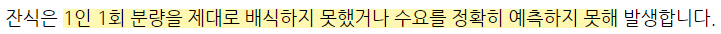 잔식은 1인 1회 분량을 제대로 배식하지 못했거나 수요를 정확히 예측하지 못해 발생합니다.